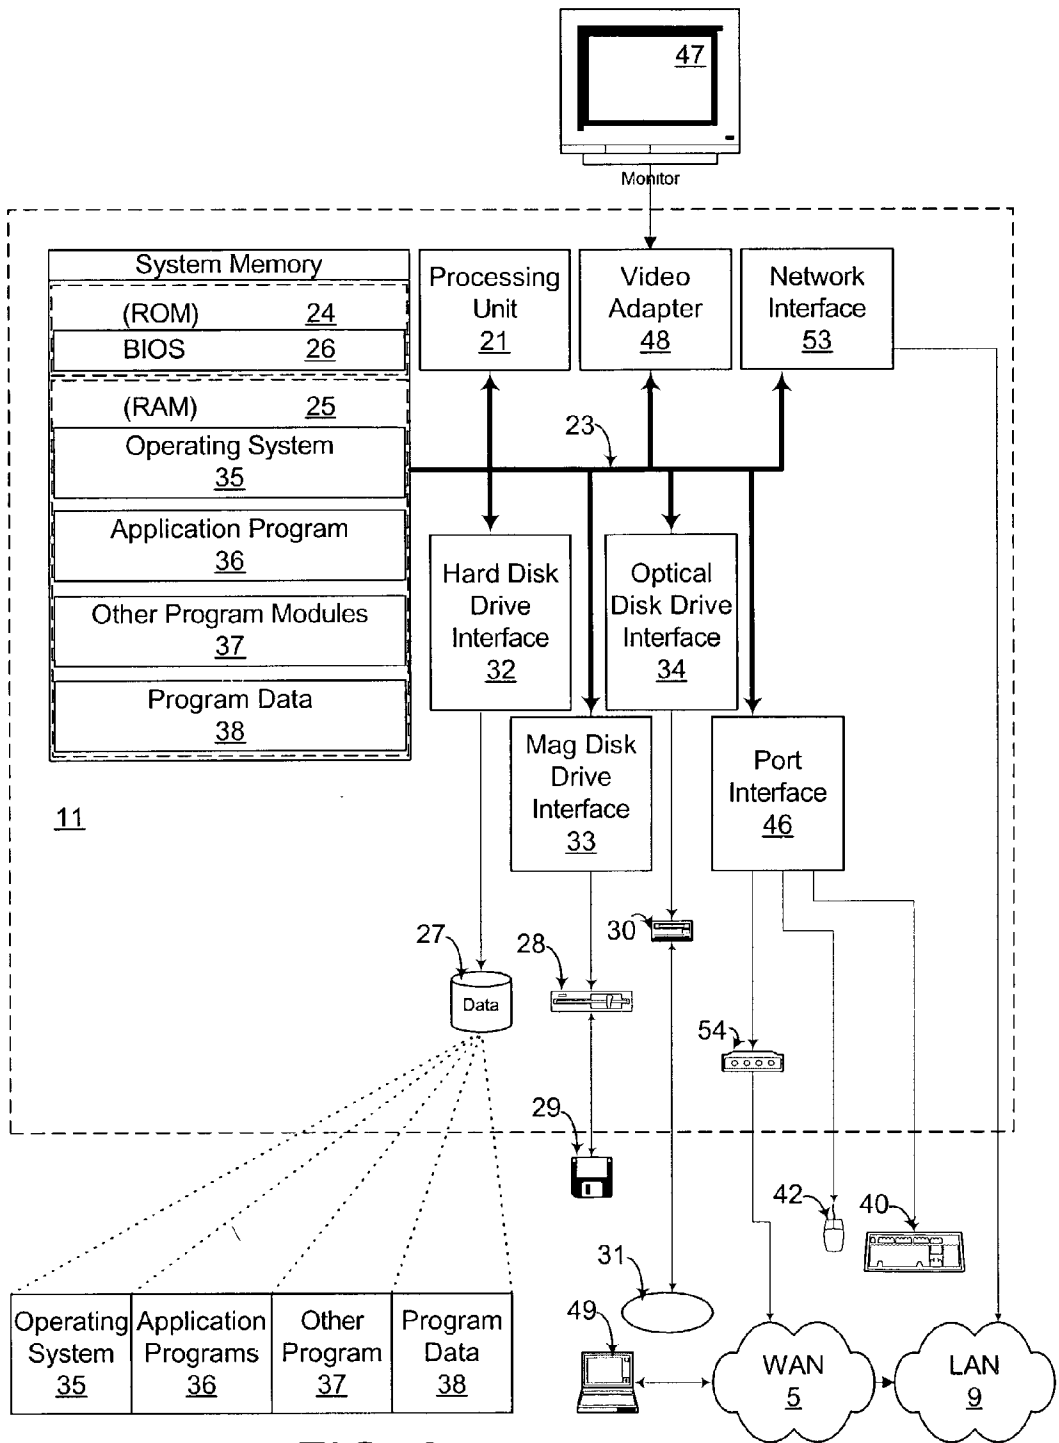 47
Monitor
System Memory
(ROM) 24
BIOS 26
(RAM) 25
Operating System
35
Application Program
36
Other Program Modules
37
Program Data
38
Processing
Unit
21
Video
Adapter
48
Network
Interface
53
23
Hard Disk
Drive
Interface
32
Optical
Disk Drive
Interface
34
Mag Disk
Drive
Interface
33
Port
Interface
46
11
27
Data
28
30
54
29
42
40
31
49
Operating
System
35
Application
Programs
36
Other
Program
37
Program
Data
38
WAN
5
LAN
9